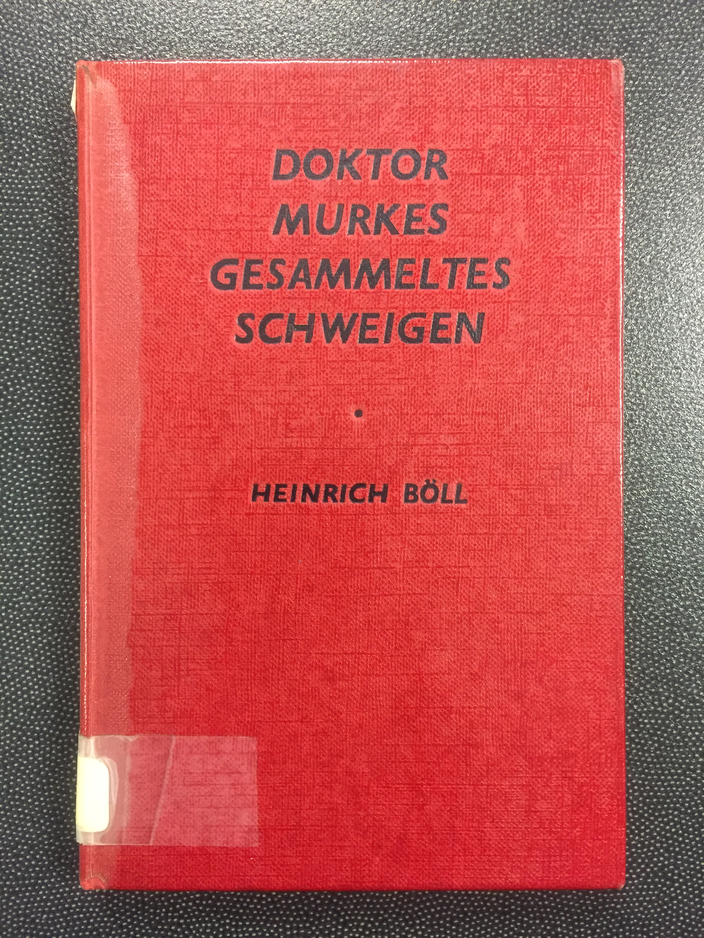 DOKTOR
MURKES
GESAMMELTES
SCHWEIGEN
•
HEINRICH BÖLL